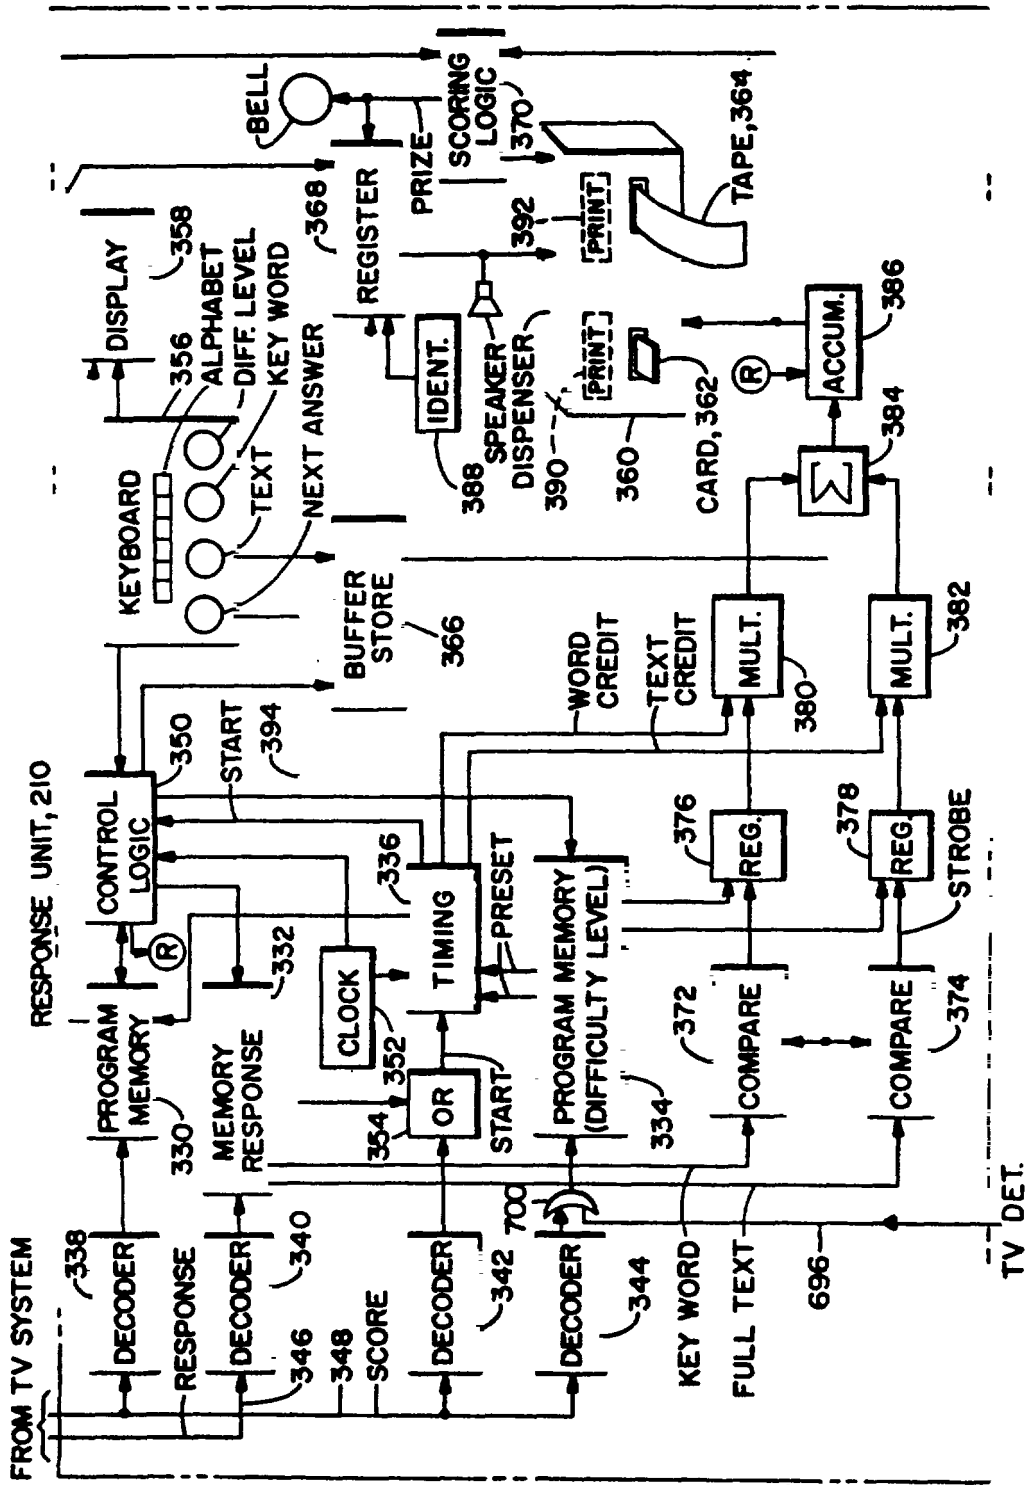 RESPONSE UNIT, 210
FROM TV SYSTEM
338
DECODER
RESPONSE
DECODER
340
346
348
SCORE
DECODER
342
DECODER
344
700
696
TV DET.
KEY WORD
FULL TEXT
PROGRAM
MEMORY
330
MEMORY
RESPONSE
332
CONTROL
LOGIC
350
R
START
394
CLOCK
352
354
OR
START
TIMING
336
PRESET
PROGRAM MEMORY
(DIFFICULTY LEVEL)
334
372
COMPARE
COMPARE
374
376
REG.
378
REG.
STROBE
WORD
CREDIT
TEXT
CREDIT
MULT.
380
MULT.
382
Σ
384
ACCUM.
386
R
KEYBOARD
356
ALPHABET
DIFF. LEVEL
KEY WORD
TEXT
NEXT ANSWER
DISPLAY
358
BUFFER
STORE
366
REGISTER
368
IDENT.
388
SPEAKER
DISPENSER
390
PRINT
360
CARD, 362
BELL
PRIZE
SCORING
LOGIC
370
392
PRINT
TAPE, 364